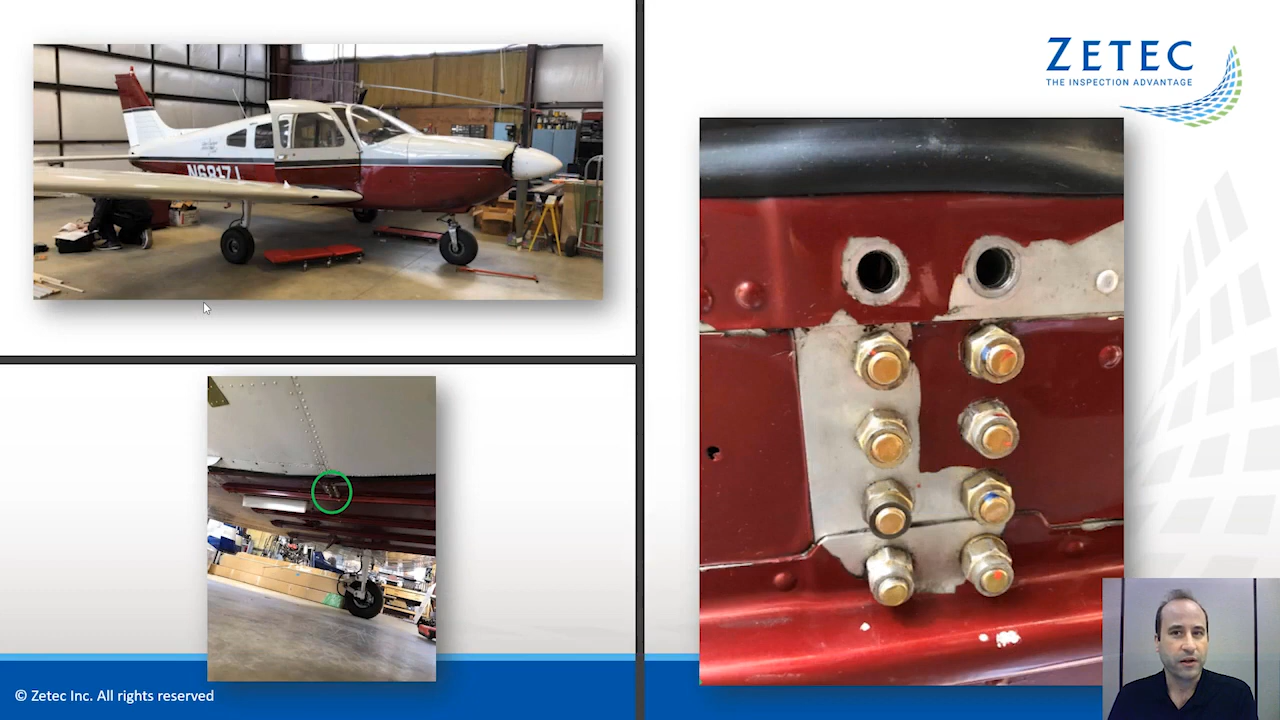 ZETEC
THE INSPECTION ADVANTAGE
© Zetec Inc. All rights reserved